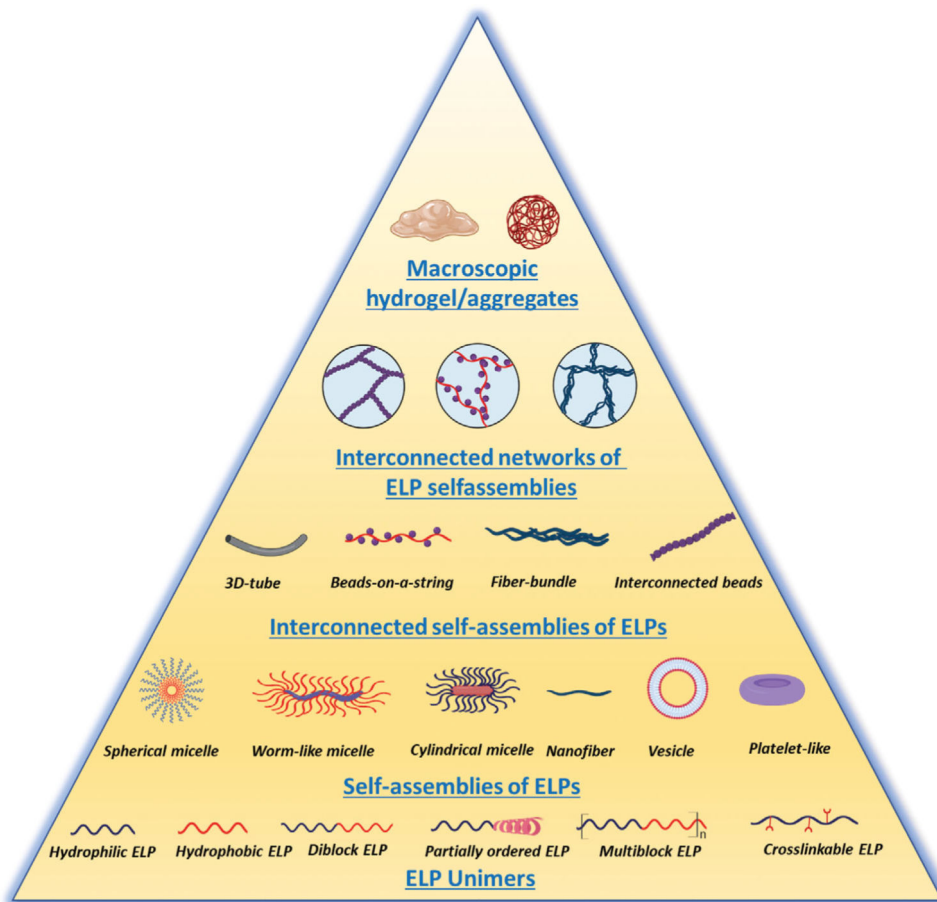 Macroscopic
hydrogel/aggregates
Interconnected networks of
ELP selfassemblies
3D-tube Beads-on-a-string Fiber-bundle Interconnected beads
Interconnected self-assemblies of ELPs
Spherical micelle Worm-like micelle Cylindrical micelle Nanofiber Vesicle Platelet-like
Self-assemblies of ELPs
n
Hydrophilic ELP Hydrophobic ELP Diblock ELP Partially ordered ELP Multiblock ELP Crosslinkable ELP
ELP Unimers